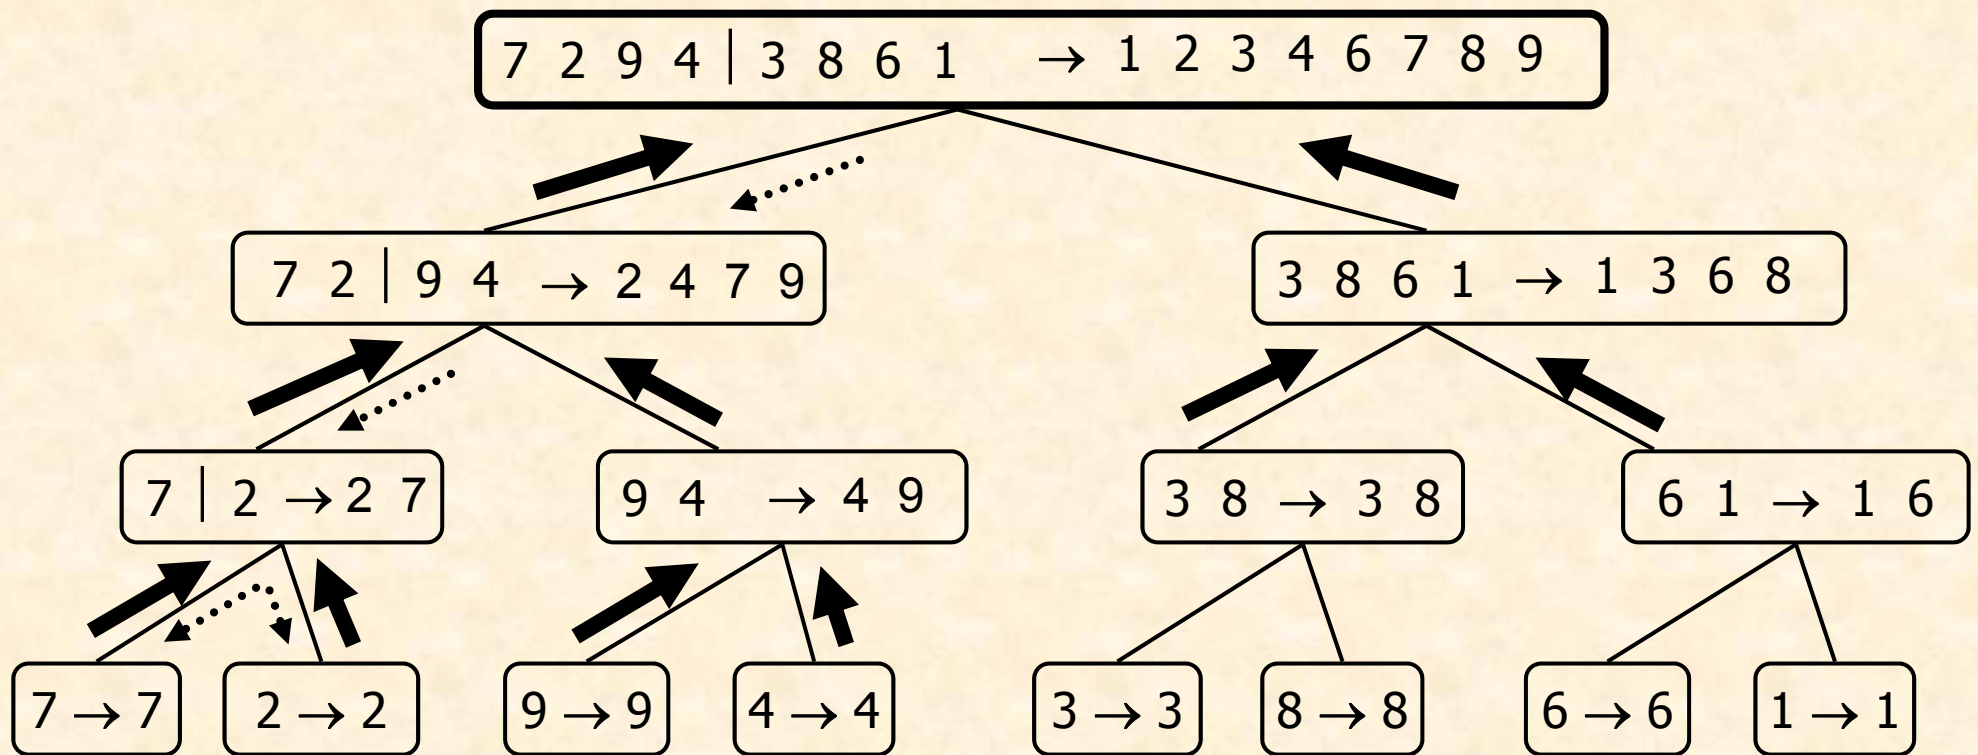 7 2 9 4 | 3 8 6 1 → 1 2 3 4 6 7 8 9
7 2 | 9 4 → 2 4 7 9
3 8 6 1 → 1 3 6 8
7 | 2 → 2 7
9 4 → 4 9
3 8 → 3 8
6 1 → 1 6
7 → 7
2 → 2
9 → 9
4 → 4
3 → 3
8 → 8
6 → 6
1 → 1